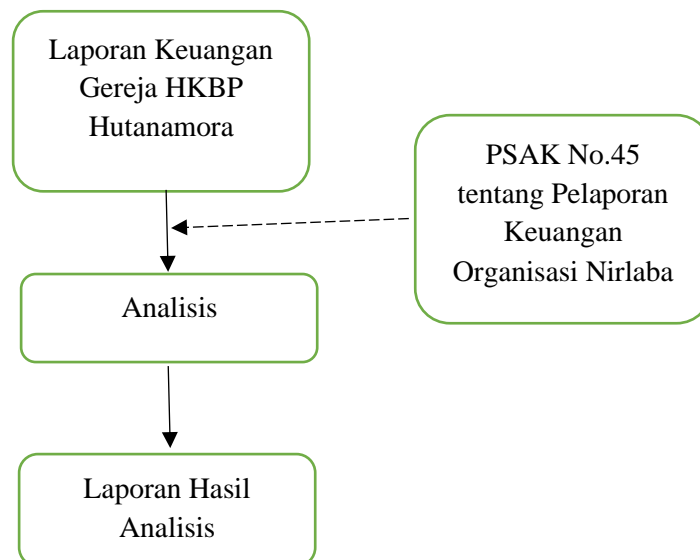 Laporan Keuangan
Gereja HKBP
Hutanamora
PSAK No.45
tentang Pelaporan
Keuangan
Organisasi Nirlaba
Analisis
Laporan Hasil
Analisis